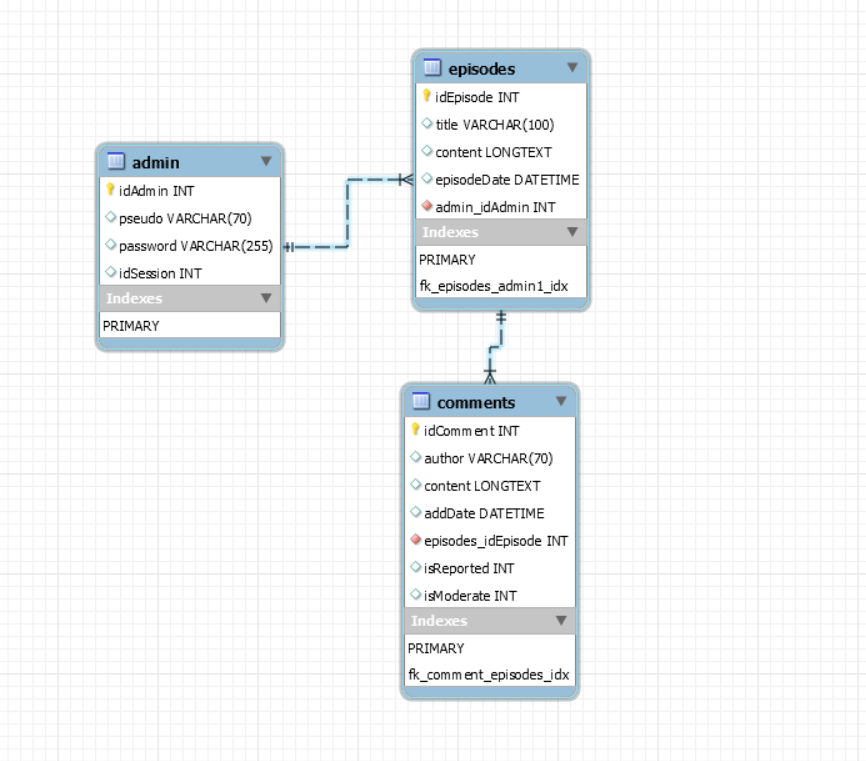 admin
idAdmin INT
pseudo VARCHAR(70)
password VARCHAR(255)
idSession INT
Indexes
PRIMARY
episodes
idEpisode INT
title VARCHAR(100)
content LONGTEXT
episodeDate DATETIME
admin_idAdmin INT
Indexes
PRIMARY
fk_episodes_admin1_idx
comments
idComment INT
author VARCHAR(70)
content LONGTEXT
addDate DATETIME
episodes_idEpisode INT
isReported INT
isModerate INT
Indexes
PRIMARY
fk_comment_episodes_idx